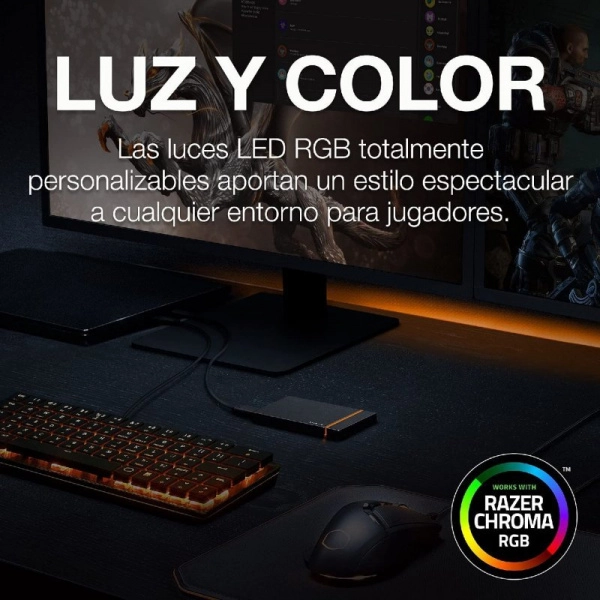 LUZ Y COLOR
Las luces LED RGB totalmente
personalizables aportan un estilo espectacular
a cualquier entorno para jugadores.
WORKS WITH
RAZER
CHROMA
RGB
™